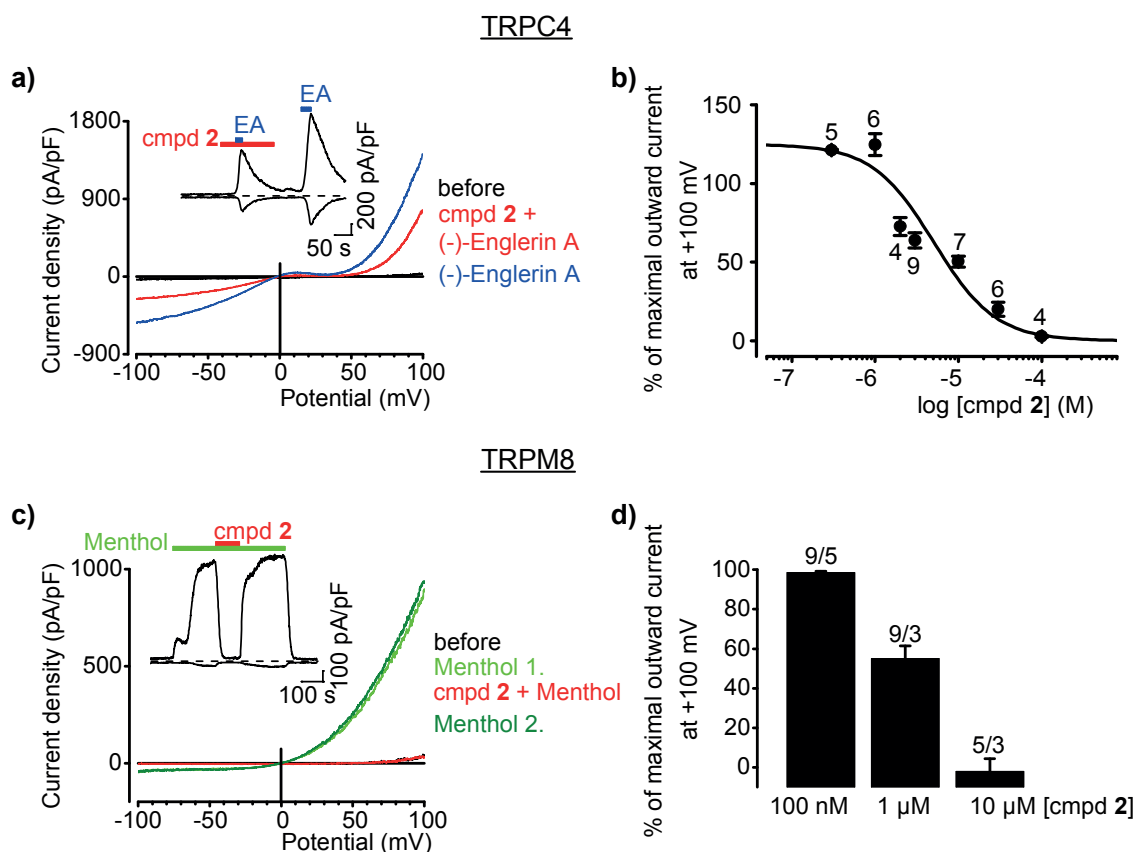 TRPC4
a)
EA
EA
cmpd 2
1800
900
0
-900
Current density (pA/pF)
200 pA/pF
50 s
before
cmpd 2 +
(-)-Englerin A
(-)-Englerin A
-100
-50
0
50
100
Potential (mV)
b)
% of maximal outward current
at +100 mV
150
100
50
0
5
6
4
9
7
6
4
-7
-6
-5
-4
log [cmpd 2] (M)
TRPM8
c)
cmpd 2
Menthol
1000
500
0
Current density (pA/pF)
100 pA/pF
100 s
before
Menthol 1.
cmpd 2 + Menthol
Menthol 2.
-100
-50
0
50
100
Potential (mV)
d)
% of maximal outward current
at +100 mV
100
80
60
40
20
0
9/5
9/3
5/3
100 nM
1 µM
10 µM [cmpd 2]